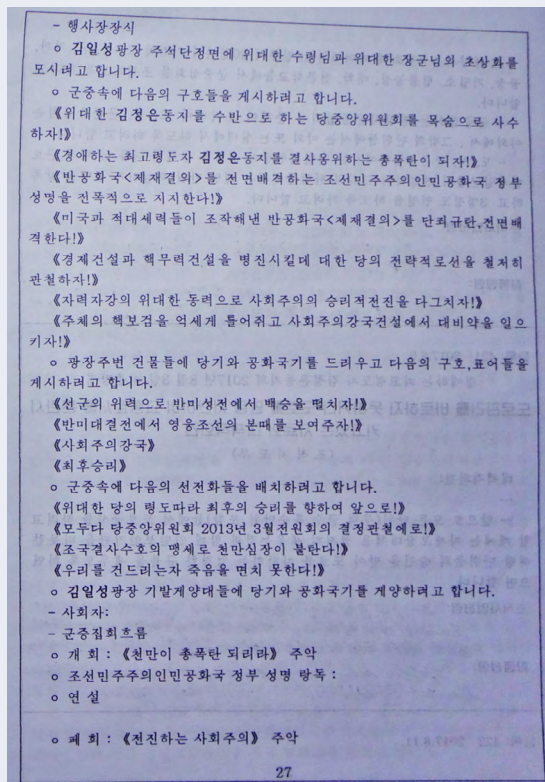 - 행사장장식
ㅇ 김일성광장 주석단정면에 위대한 수령님과 위대한 장군님의 초상화를
모시려고 합니다.
ㅇ 군중속에 다음의 구호들을 게시하려고 합니다.
《위대한 김정은동지를 수반으로 하는 당중앙위원회를 목숨으로 사수
하자!》
《경애하는 최고령도자 김정은동지를 결사옹위하는 총폭탄이 되자!》
《반공화국<제재결의>를 전면배격하는 조선민주주의인민공화국 정부
성명을 전폭적으로 지지한다!》
《미국과 적대세력들이 조작해낸 반공화국<제재결의>를 단죄규탄,전면배
격한다!》
《경제건설과 핵무력건설을 병진시킬데 대한 당의 전략적로선을 철저히
관철하자!》
《자력자강의 위대한 동력으로 사회주의의 승리적전진을 다그치자!》
《주체의 핵보검을 억세게 틀어쥐고 사회주의강국건설에서 대비약을 일으
키자!》
ㅇ 광장주변 건물들에 당기와 공화국기를 드리우고 다음의 구호,표어들을
게시하려고 합니다.
《선군의 위력으로 반미성전에서 백승을 떨치자!》
《반미대결전에서 영웅조선의 본때를 보여주자!》
《사회주의강국》
《최후승리》
ㅇ 군중속에 다음의 선전화들을 배치하려고 합니다.
《위대한 당의 령도따라 최후의 승리를 향하여 앞으로!》
《모두다 당중앙위원회 2013년 3월전원회의 결정관철에로!》
《조국결사수호의 맹세로 천만심장이 불탄다!》
《우리를 건드리는자 죽음을 면치 못한다!》
ㅇ 김일성광장 기발게양대들에 당기와 공화국기를 게양하려고 합니다.
- 사회자:
- 군중집회흐름
ㅇ 개 회 : 《천만이 총폭탄 되리라》 주악
ㅇ 조선민주주의인민공화국 정부 성명 랑독 :
ㅇ 연 설
ㅇ 페 회 : 《전진하는 사회주의》 주악
27